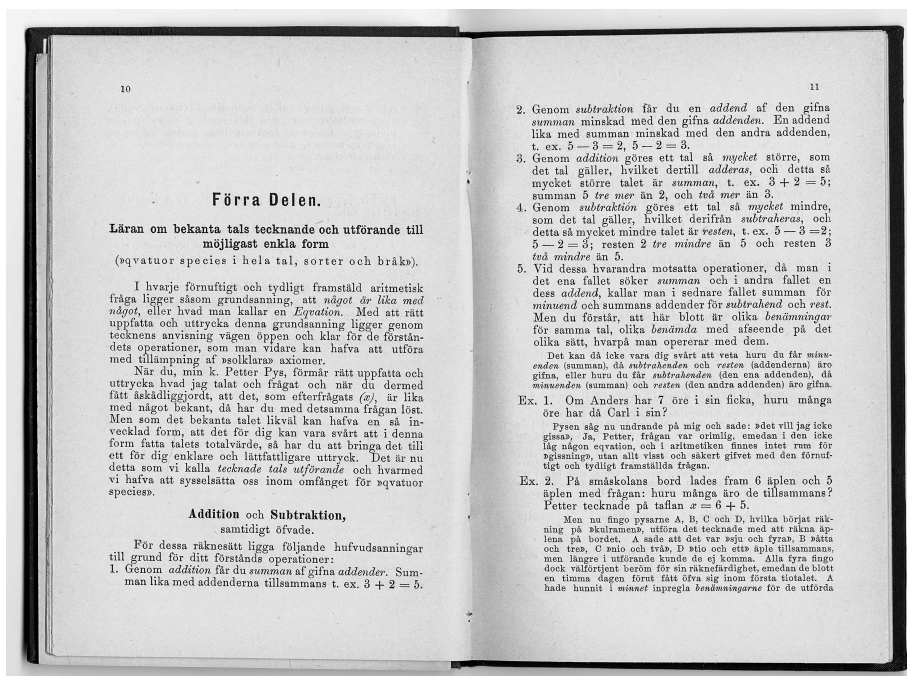 10
Förra Delen.
Läran om bekanta tals tecknande och utförande till
möjligast enkla form
(»qvatuor species i hela tal, sorter och bråk»).
I hvarje förnuftigt och tydligt framstäld aritmetisk
fråga ligger såsom grundsanning, att något är lika med
något, eller hvad man kallar en Eqvation. Med att rätt
uppfatta och uttrycka denna grundsanning ligger genom
tecknens anvisning vägen öppen och klar för de förstån-
dets operationer, som man vidare kan hafva att utföra
med tillämpning af »solklara» axiomer.
När du, min k. Petter Pys, förmår rätt uppfatta och
uttrycka hvad jag talat och frågat och när du dermed
fått åskådliggjordt, att det, som efterfrågats (x), är lika
med något bekant, då har du med detsamma frågan löst.
Men som det bekanta talet likväl kan hafva en så in-
vecklad form, att det för dig kan vara svårt att i denna
form fatta talets totalvärde, så har du att bringa det till
ett för dig enklare och lättfattligare uttryck. Det är nu
detta som vi kalla tecknade tals utförande och hvarmed
vi hafva att sysselsätta oss inom omfånget för »qvatuor
species».
Addition och Subtraktion,
samtidigt öfvade.
För dessa räknesätt ligga följande hufvudsanningar
till grund för ditt förstånds operationer:
1. Genom addition får du summan af gifna addender. Sum-
man lika med addenderna tillsammans t. ex. 3 + 2 = 5.
11
2. Genom subtraktion får du en addend af den gifna
summan minskad med den gifna addenden. En addend
lika med summan minskad med den andra addenden,
t. ex. 5 — 3 = 2, 5 — 2 = 3.
3. Genom addition göres ett tal så mycket större, som
det tal gäller, hvilket dertill adderas, och detta så
mycket större talet är summan, t. ex. 3 + 2 = 5;
summan 5 tre mer än 2, och två mer än 3.
4. Genom subtraktion göres ett tal så mycket mindre,
som det tal gäller, hvilket derifrån subtraheras, och
detta så mycket mindre talet är resten, t. ex. 5 — 3 = 2;
5 — 2 = 3; resten 2 tre mindre än 5 och resten 3
två mindre än 5.
5. Vid dessa hvarandra motsatta operationer, då man i
det ena fallet söker summan och i andra fallet en
dess addend, kallar man i sednare fallet summan för
minuend och summans addender för subtrahend och rest.
Men du förstår, att här blott är olika benämningar
för samma tal, olika benämda med afseende på det
olika sätt, hvarpå man opererar med dem.
Det kan då icke vara dig svårt att veta huru du får minu-
enden (summan), då subtrahenden och resten (addenderna) äro
gifna, eller huru du får subtrahenden (den ena addenden), då
minuenden (summan) och resten (den andra addenden) äro gifna.
Ex. 1. Om Anders har 7 öre i sin ficka, huru många
öre har då Carl i sin?
Pysen såg nu undrande på mig och sade: »det vill jag icke
gissa», Ja, Petter, frågan var orimlig, emedan i den icke
låg någon eqvation, och i aritmetiken finnes intet rum för
»gissning», utan allt visst och säkert gifvet med den förnuf-
tigt och tydligt framställda frågan.
Ex. 2. På småskolans bord lades fram 6 äplen och 5
äplen med frågan: huru många äro de tillsammans?
Petter tecknade på taflan x = 6 + 5.
Men nu fingo pysarne A, B, C och D, hvilka börjat räk-
ning på »kulramen», utföra det tecknade med att räkna äp-
lena på bordet. A sade att det var »sju och fyra», B »åtta
och tre», C »nio och två», D »tio och ett» äple tillsammans,
men längre i utförande kunde de ej komma. Alla fyra fingo
dock välförtjent beröm för sin räknefärdighet, emedan de blott
en timma dagen förut fått öfva sig inom första tiotalet. A
hade hunnit i minnet inpregla benämningarne för de utförda